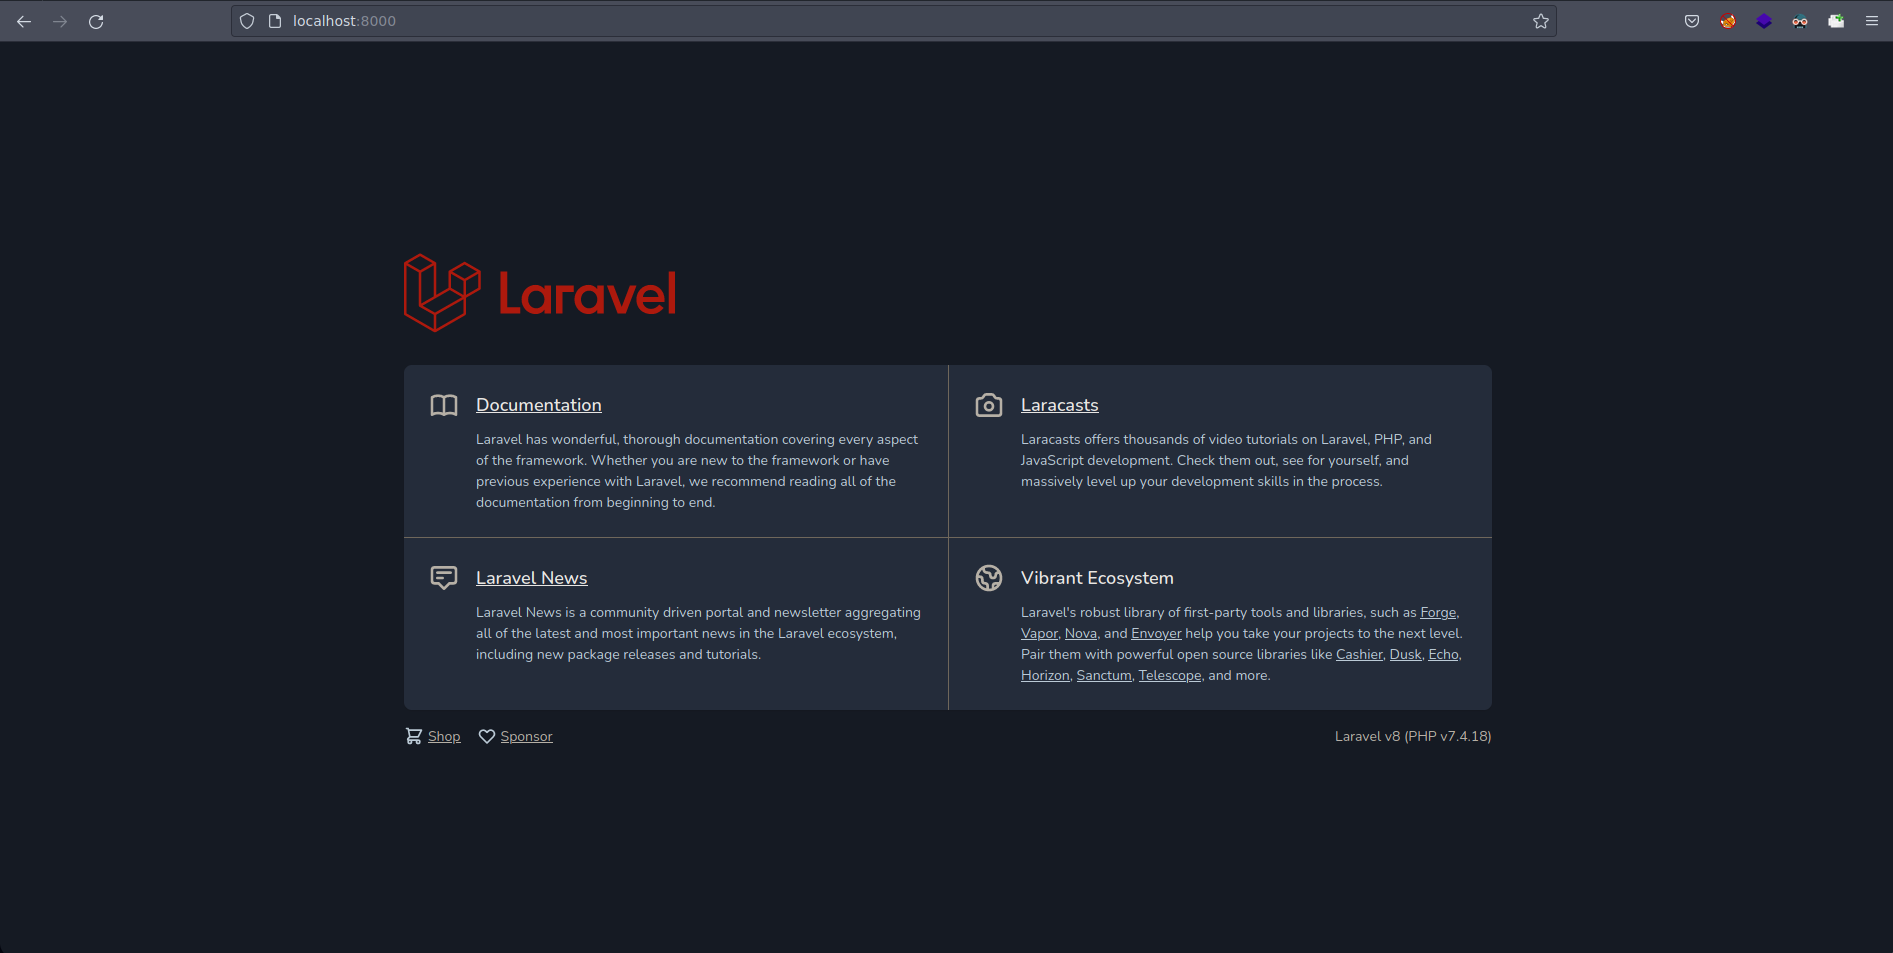 localhost:8000
Laravel
Documentation
Laravel has wonderful, thorough documentation covering every aspect
of the framework. Whether you are new to the framework or have
previous experience with Laravel, we recommend reading all of the
documentation from beginning to end.
Laracasts
Laracasts offers thousands of video tutorials on Laravel, PHP, and
JavaScript development. Check them out, see for yourself, and
massively level up your development skills in the process.
Laravel News
Laravel News is a community driven portal and newsletter aggregating
all of the latest and most important news in the Laravel ecosystem,
including new package releases and tutorials.
Vibrant Ecosystem
Laravel's robust library of first-party tools and libraries, such as Forge,
Vapor, Nova, and Envoyer help you take your projects to the next level.
Pair them with powerful open source libraries like Cashier, Dusk, Echo,
Horizon, Sanctum, Telescope, and more.
Shop Sponsor Laravel v8 (PHP v7.4.18)